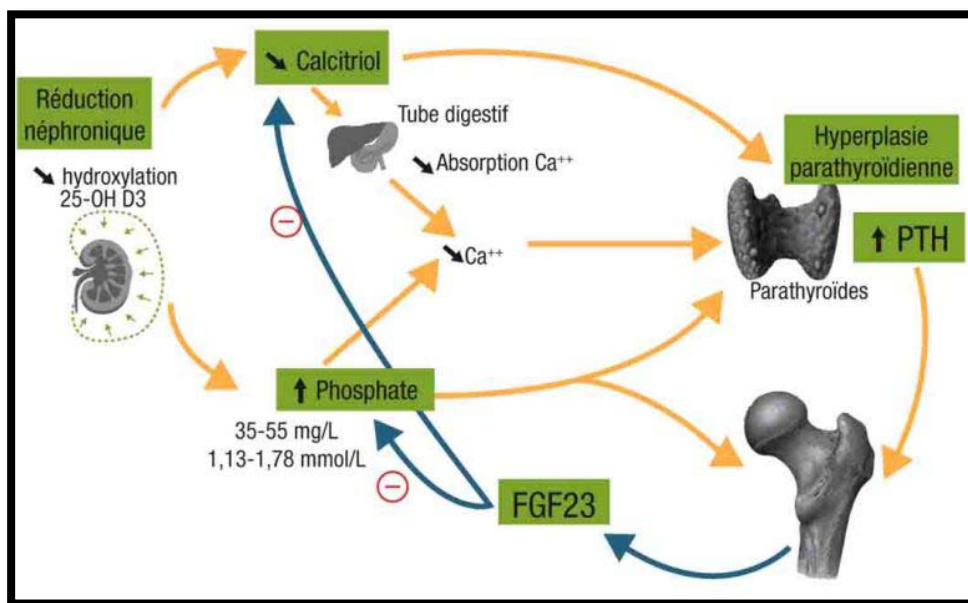 Calcitriol
Réduction
néphronique
hydroxylation
25-OH D3
Tube digestif
Absorption Ca++
Ca++
Hyperplasie
parathyroïdienne
PTH
Parathyroïdes
Phosphate
35-55 mg/L
1,13-1,78 mmol/L
FGF23